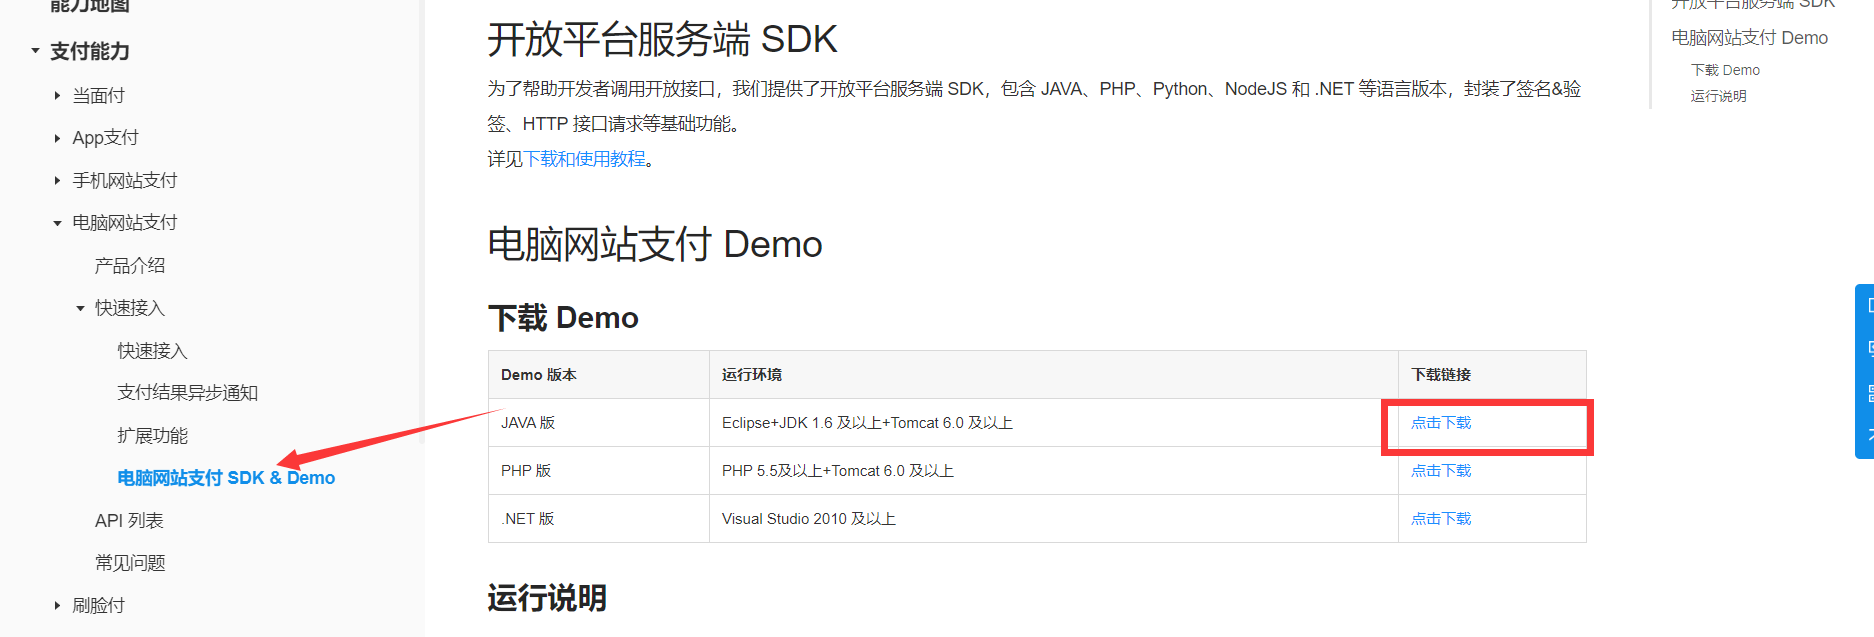 能力地图
支付能力
当面付
App支付
手机网站支付
电脑网站支付
产品介绍
快速接入
快速接入
支付结果异步通知
扩展功能
电脑网站支付 SDK & Demo
API 列表
常见问题
刷脸付
开放平台服务端 SDK
为了帮助开发者调用开放接口，我们提供了开放平台服务端 SDK，包含 JAVA、PHP、Python、NodeJS 和 .NET 等语言版本，封装了签名&验
签、HTTP 接口请求等基础功能。
详见下载和使用教程。
电脑网站支付 Demo
下载 Demo
Demo 版本 运行环境 下载链接
JAVA 版 Eclipse+JDK 1.6 及以上+Tomcat 6.0 及以上 点击下载
PHP 版 PHP 5.5及以上+Tomcat 6.0 及以上 点击下载
.NET 版 Visual Studio 2010 及以上 点击下载
运行说明
开放平台服务端 SDK
电脑网站支付 Demo
下载 Demo
运行说明